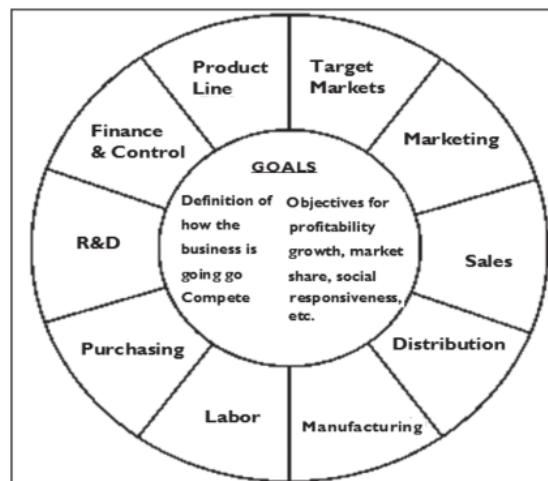 Product
Line
Target
Markets
Marketing
Sales
Distribution
Manufacturing
Labor
Purchasing
R&D
Finance
& Control
GOALS
Definition of
how the
business is
going go
Compete
Objectives for
profitability
growth, market
share, social
responsiveness,
etc.